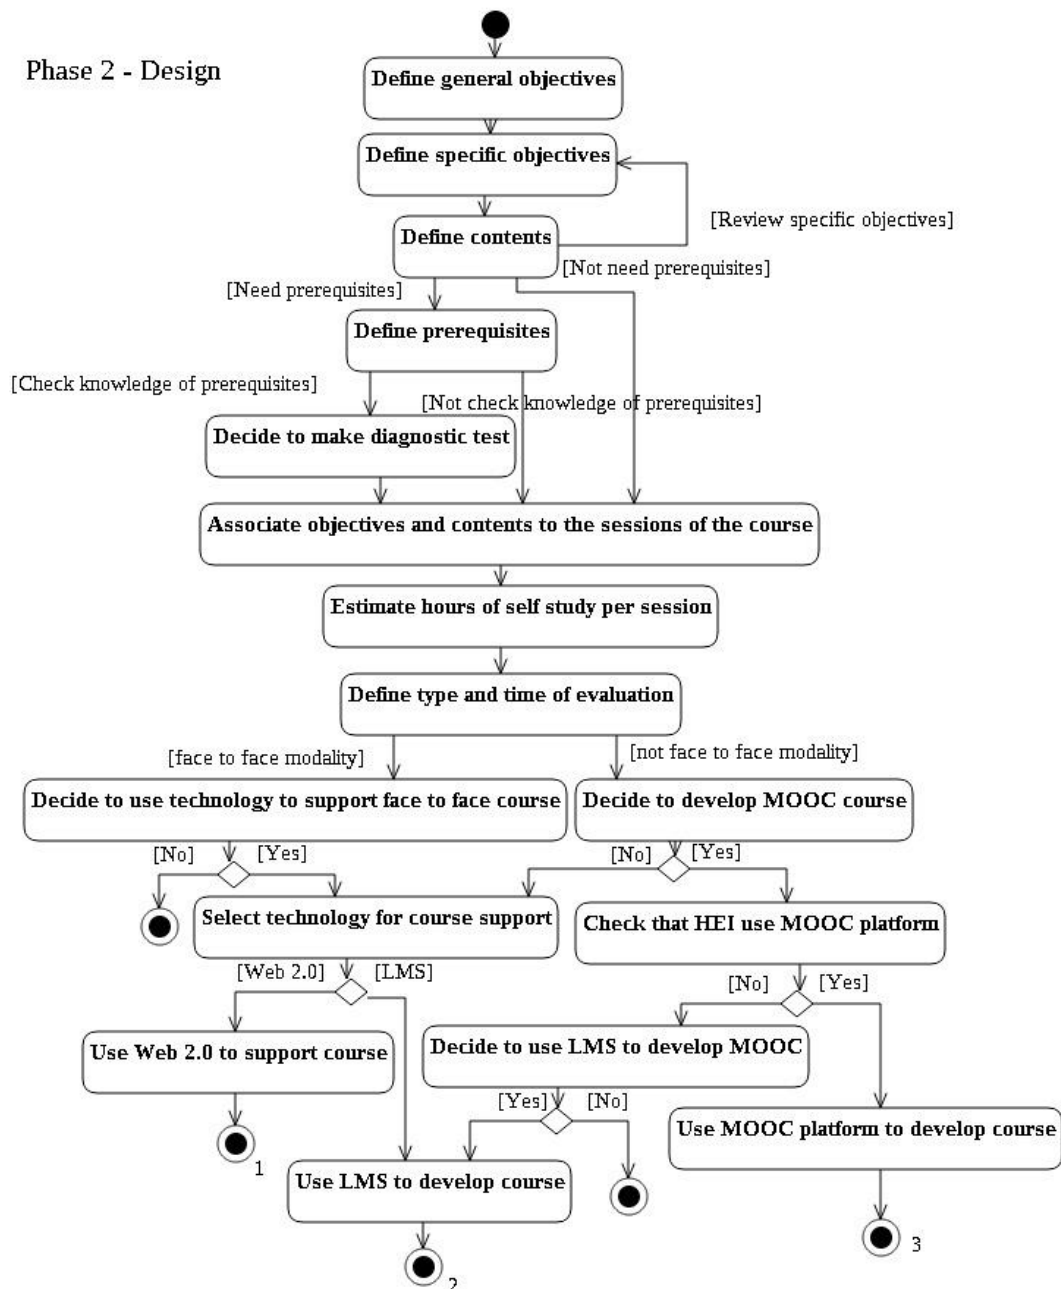 Phase 2 - Design
Define general objectives
Define specific objectives
[Review specific objectives]
Define contents
[Not need prerequisites]
[Need prerequisites]
Define prerequisites
[Check knowledge of prerequisites]
[Not check knowledge of prerequisites]
Decide to make diagnostic test
Associate objectives and contents to the sessions of the course
Estimate hours of self study per session
Define type and time of evaluation
[face to face modality]
[not face to face modality]
Decide to use technology to support face to face course
Decide to develop MOOC course
[No]
[Yes]
[No]
[Yes]
Select technology for course support
Check that HEI use MOOC platform
[Web 2.0]
[LMS]
[No]
[Yes]
Use Web 2.0 to support course
Decide to use LMS to develop MOOC
[Yes]
[No]
Use MOOC platform to develop course
1
Use LMS to develop course
3
2